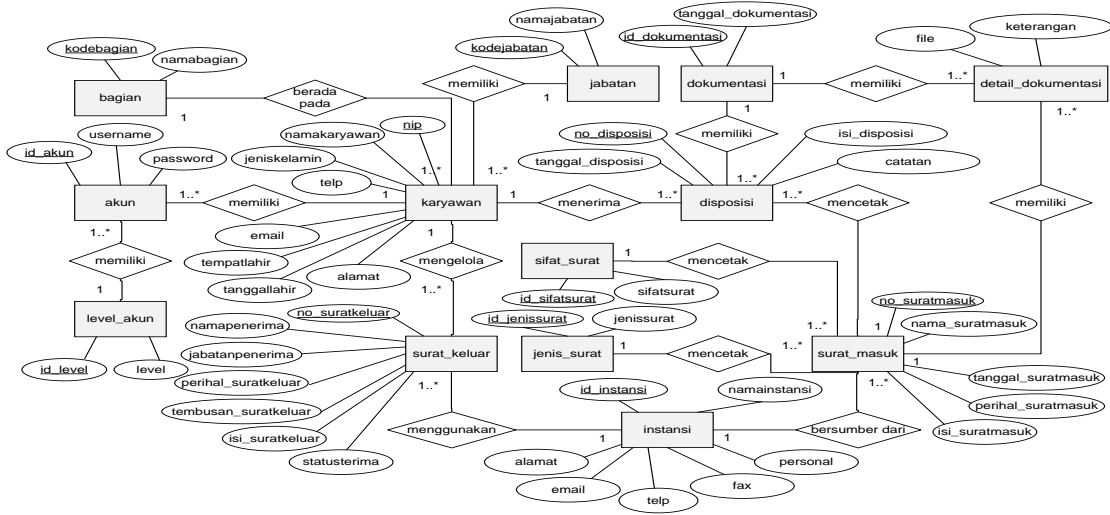 namajabatan
tanggal_dokumentasi
keterangan
kodebagian
kodejabatan
id_dokumentasi
file
namabagian
bagian
1
berada
pada
memiliki
1
jabatan
dokumentasi
1
memiliki
1..*
detail_dokumentasi
1
1..*
username
namakaryawan
nip
no_disposisi
memiliki
isi_disposisi
id_akun
password
jeniskelamin
tanggal_disposisi
catatan
telp
1..*
1..*
1..*
akun
1..*
memiliki
1
karyawan
1
menerima
1..*
disposisi
1..*
mencetak
memiliki
1..*
email
1
memiliki
tempatlahir
alamat
mengelola
sifat_surat
1
mencetak
tanggallahir
sifatsurat
1
1..*
id_sifatsurat
no_suratmasuk
level_akun
no_suratkeluar
id_jenissurat
jenissurat
1
nama_suratmasuk
namapenerima
1..*
1..*
id_level
level
jabatanpenerima
surat_keluar
jenis_surat
1
mencetak
surat_masuk
1
perihal_suratkeluar
1..*
id_instansi
namainstansi
1..*
tanggal_suratmasuk
tembusan_suratkeluar
perihal_suratmasuk
isi_suratkeluar
menggunakan
1
instansi
1
bersumber dari
isi_suratmasuk
statusterima
alamat
personal
email
fax
telp